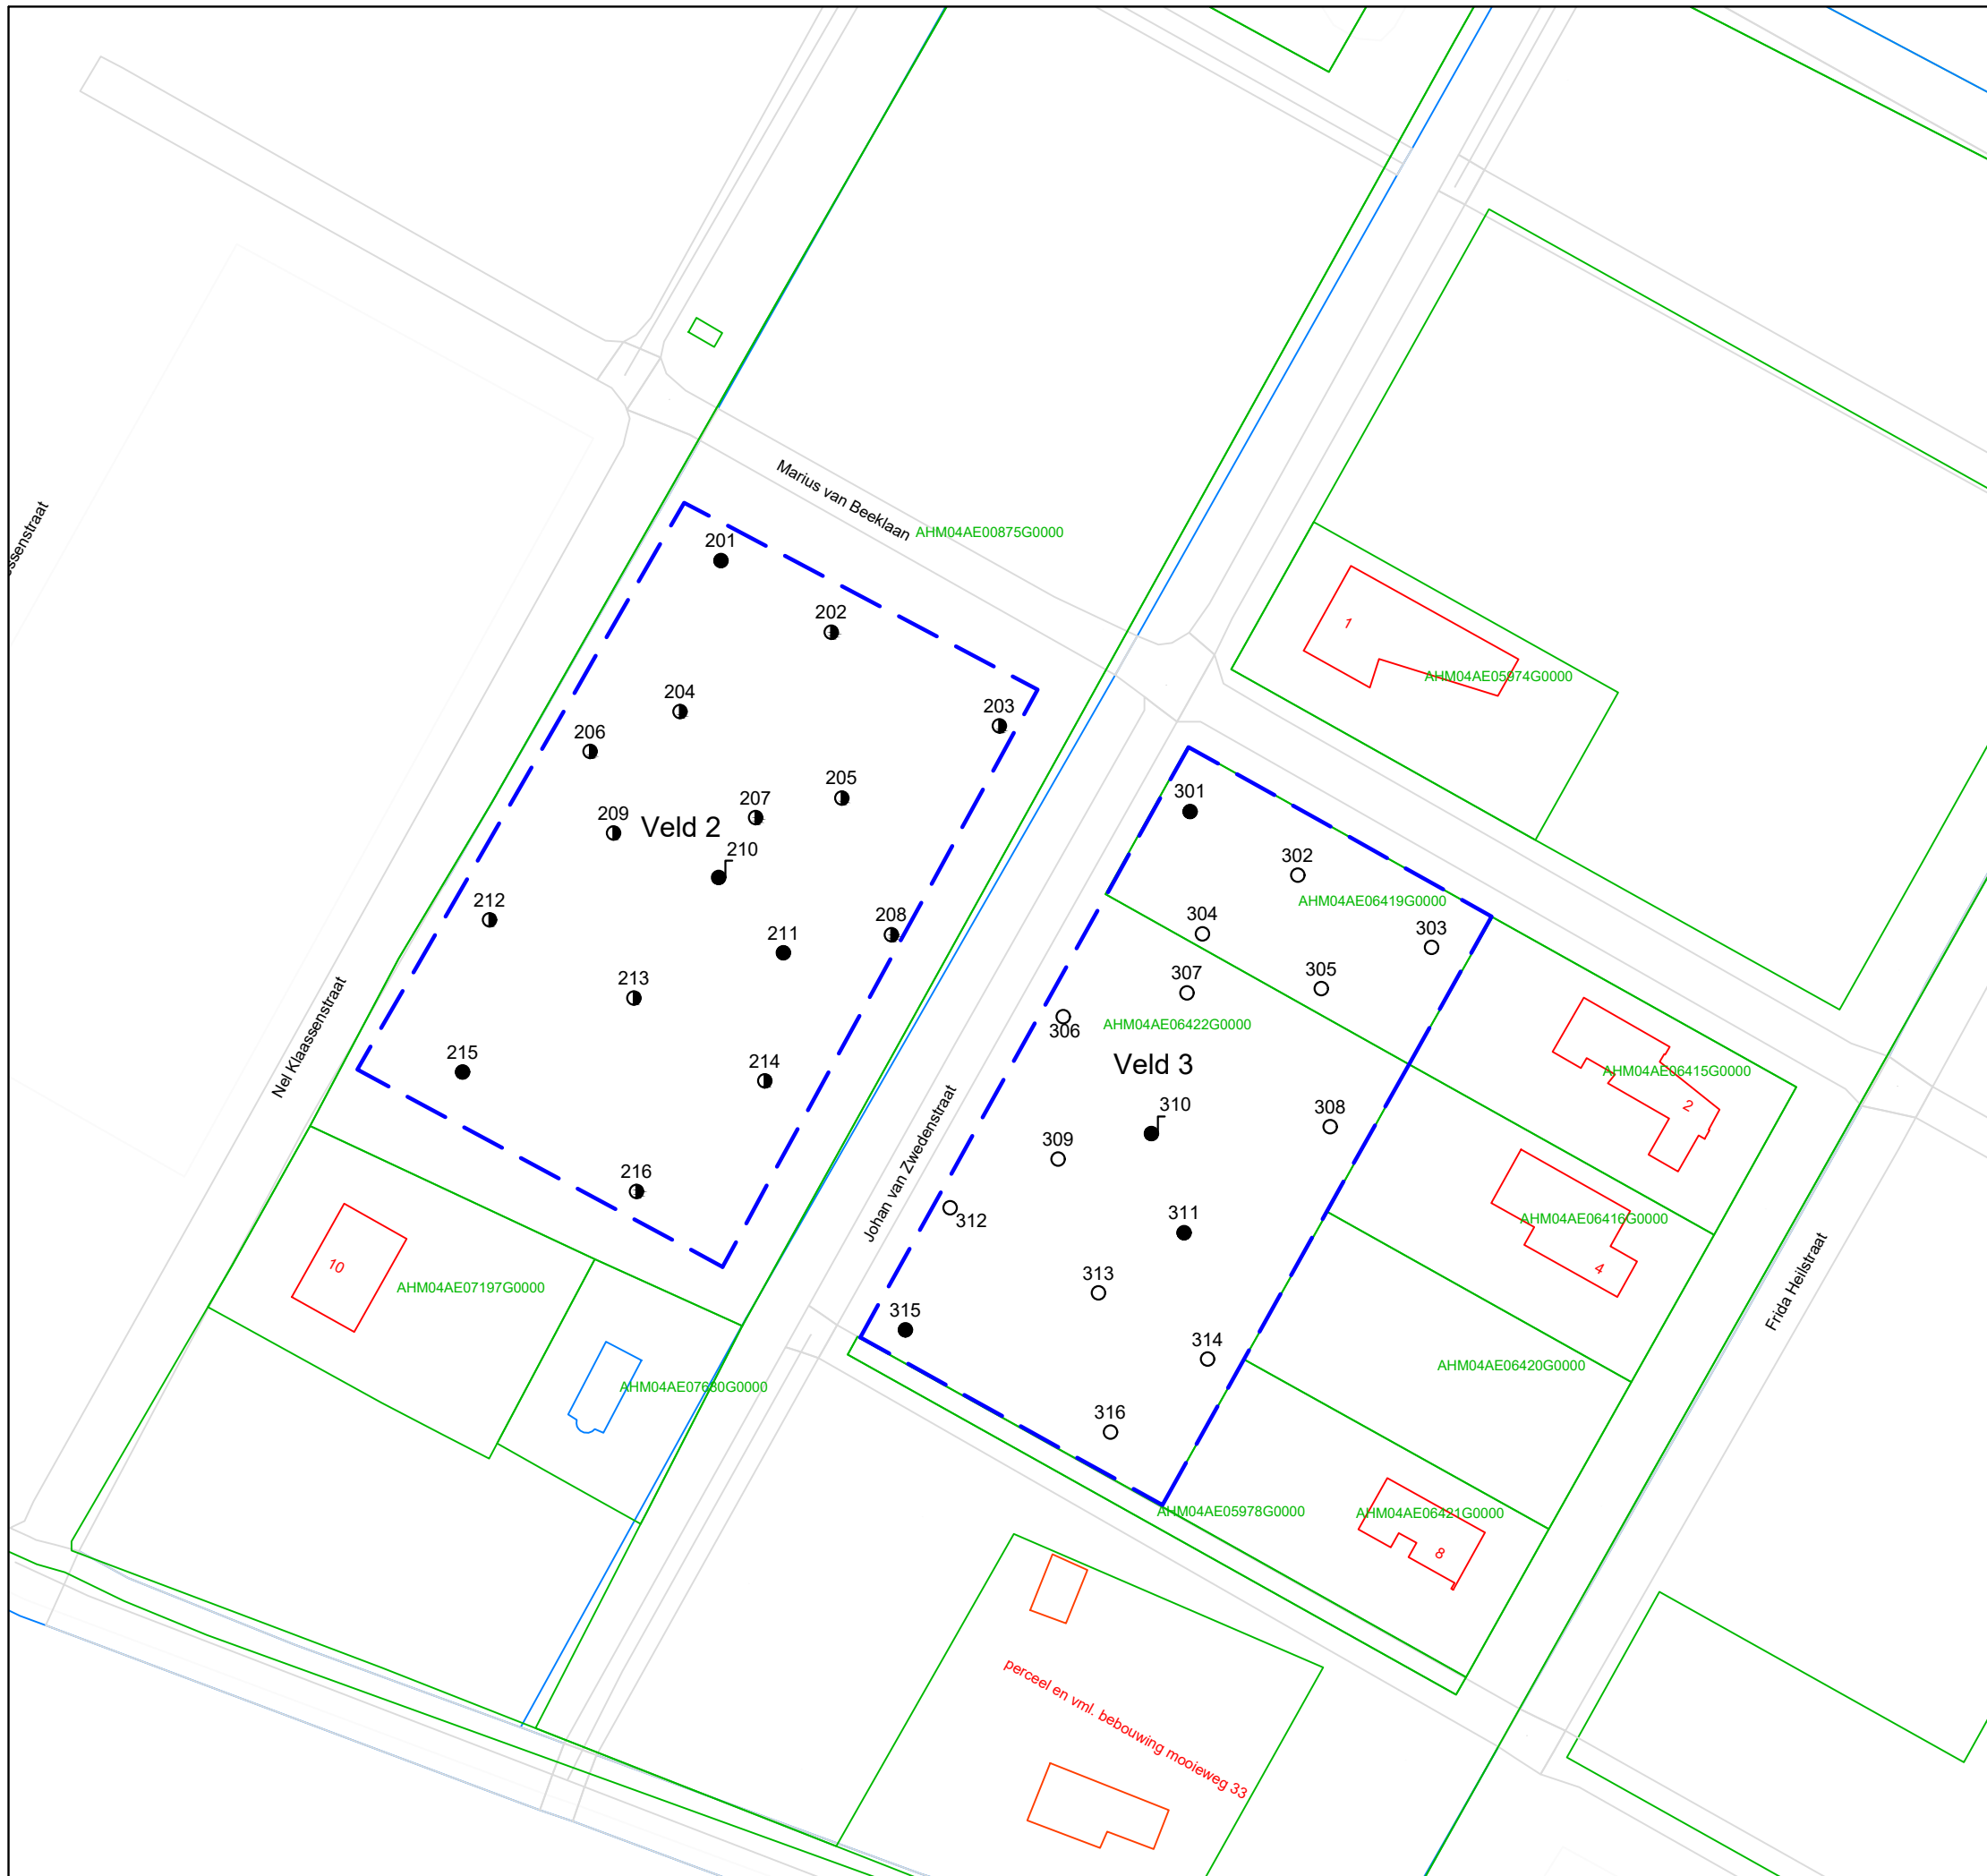 Marius van Beeklaan
AHM04AE00875G0000
ssenstraat
201
202
203
204
205
206
207
209
Veld 2
210
208
211
212
213
214
215
216
Nel Klaassenstraat
1
AHM04AE05974G0000
301
302
AHM04AE06419G0000
303
304
305
307
306
AHM04AE06422G0000
Veld 3
310
308
309
311
312
313
314
315
316
Johan van Zwedenstraat
AHM04AE06415G0000
2
AHM04AE06416G0000
4
Frida Heilstraat
AHM04AE06420G0000
10
AHM04AE07197G0000
AHM04AE07680G0000
AHM04AE05978G0000
AHM04AE06421G0000
8
perceel en vml. bebouwing mooieweg 33